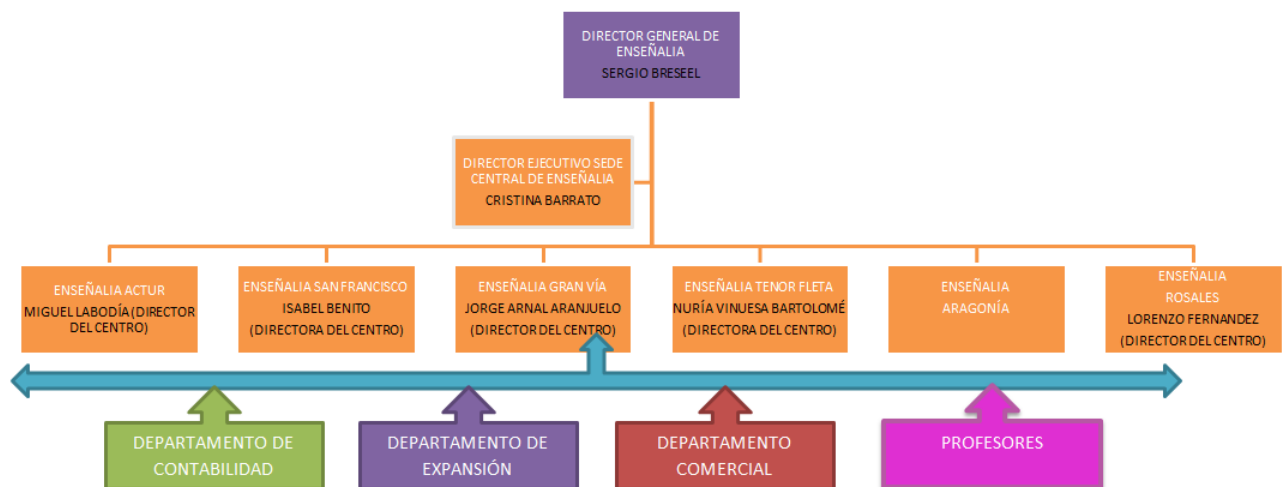 DIRECTOR GENERAL DE
ENSEÑALIA
SERGIO BRESEEL
DIRECTOR EJECUTIVO SEDE
CENTRAL DE ENSEÑALIA
CRISTINA BARRATO
ENSEÑALIA ACTUR
MIGUEL LABODÍA (DIRECTOR
DEL CENTRO)
ENSEÑALIA SAN FRANCISCO
ISABEL BENITO
(DIRECTORA DEL CENTRO)
ENSEÑALIA GRAN VÍA
JORGE ARNAL ARANJUELO
(DIRECTOR DEL CENTRO)
ENSEÑALIA TENOR FLETA
NURÍA VINUESA BARTOLOMÉ
(DIRECTORA DEL CENTRO)
ENSEÑALIA
ARAGONÍA
ENSEÑALIA
ROSALES
LORENZO FERNANDEZ
(DIRECTOR DEL CENTRO)
DEPARTAMENTO DE
CONTABILIDAD
DEPARTAMENTO DE
EXPANSIÓN
DEPARTAMENTO
COMERCIAL
PROFESORES